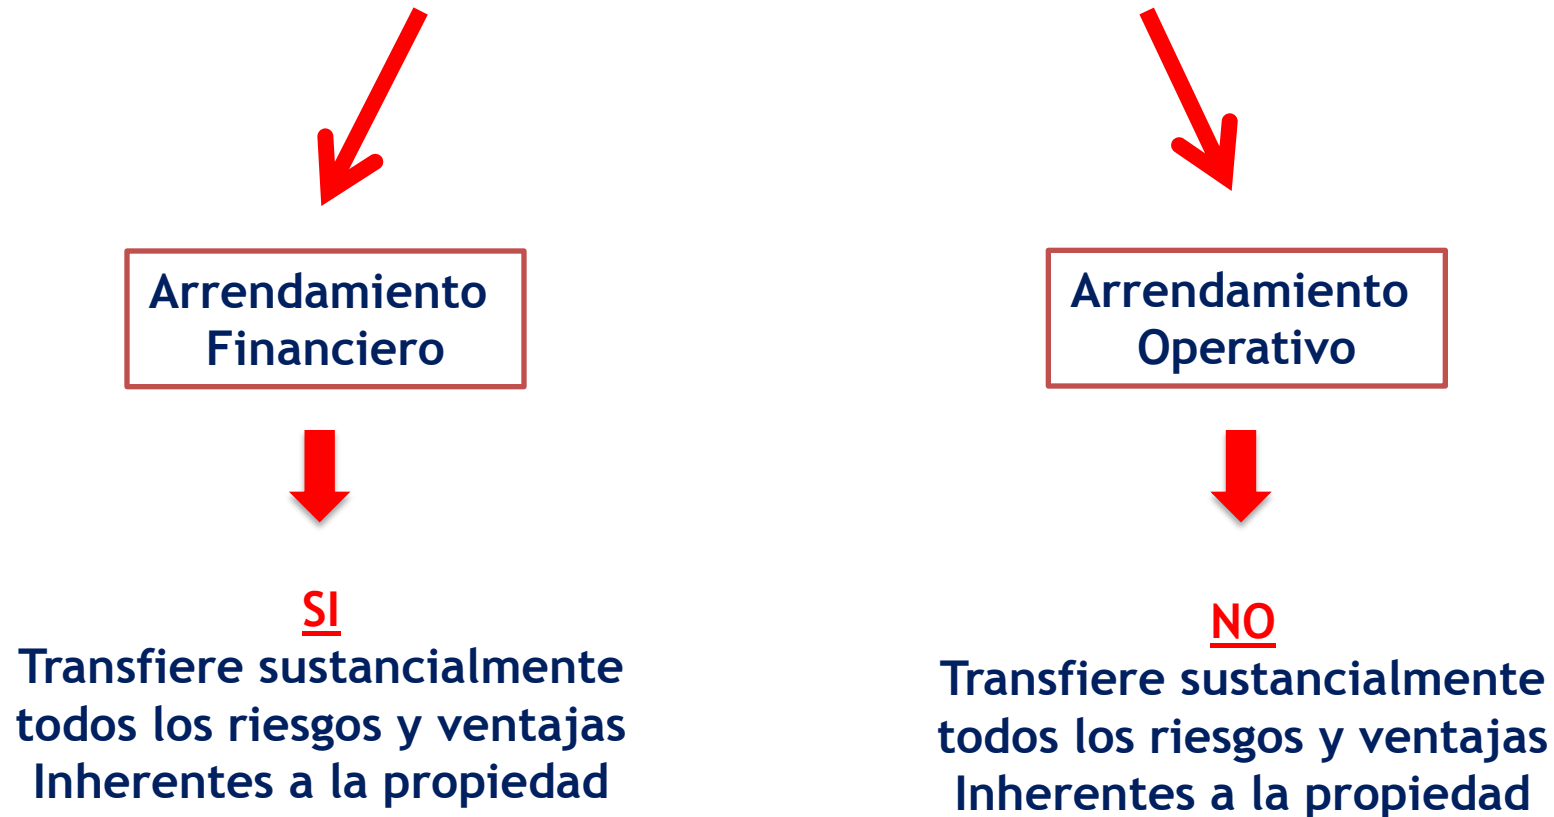 Arrendamiento
Financiero
SI
Transfiere sustancialmente
todos los riesgos y ventajas
Inherentes a la propiedad
Arrendamiento
Operativo
NO
Transfiere sustancialmente
todos los riesgos y ventajas
Inherentes a la propiedad